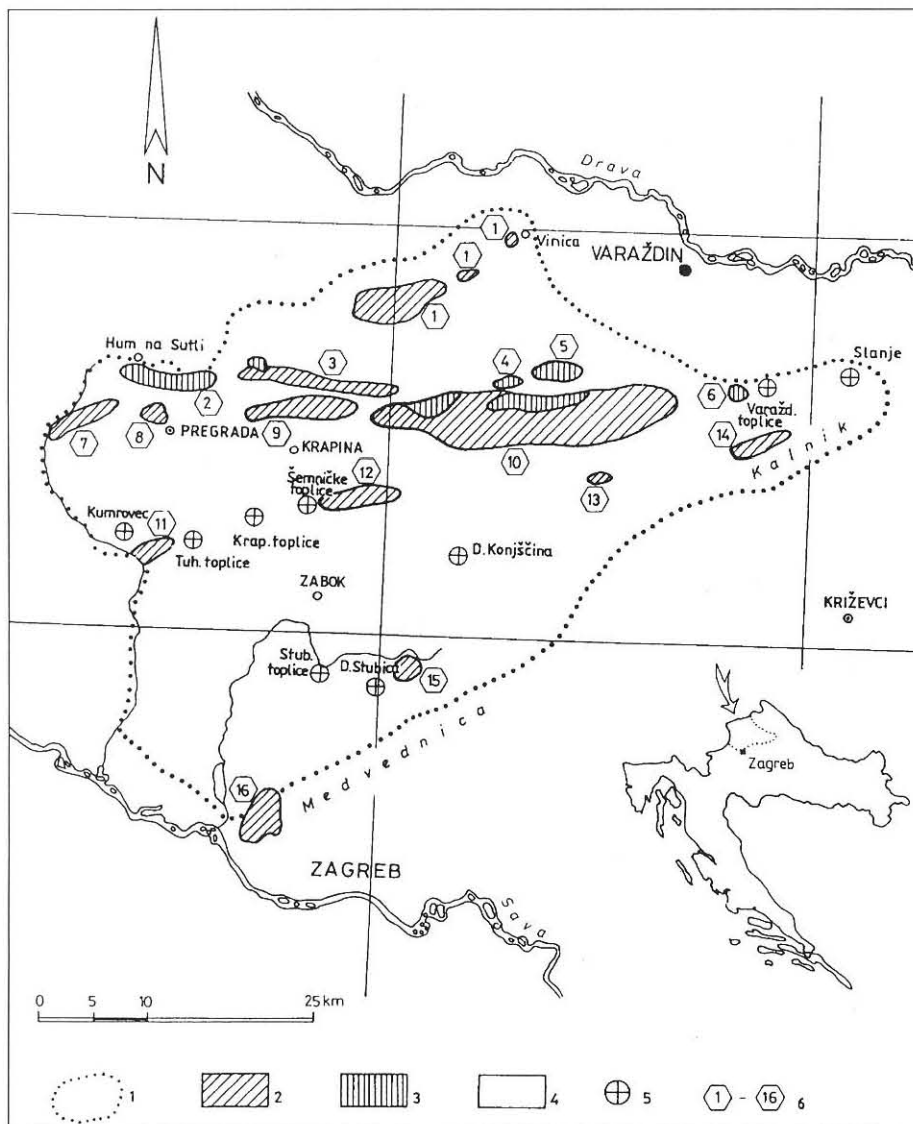 N
Drava
1
Vinica
VARAŽDIN
1
1
Hum na Sutli
3
4
5
Slanje
2
6
Varažd. toplice
7
8
PREGRADA
9
KRAPINA
10
14
Kalnik
Šemničke toplice
12
13
Kumrovec
11
Tuh. toplice
Krap. toplice
D. Konjščina
ZABOK
KRIŽEVCI
Stub. toplice
D. Stubica
15
Medvednica
Zagreb
16
ZAGREB
Sava
0 5 10 25 km
1 2 3 4 5 1 - 16 6